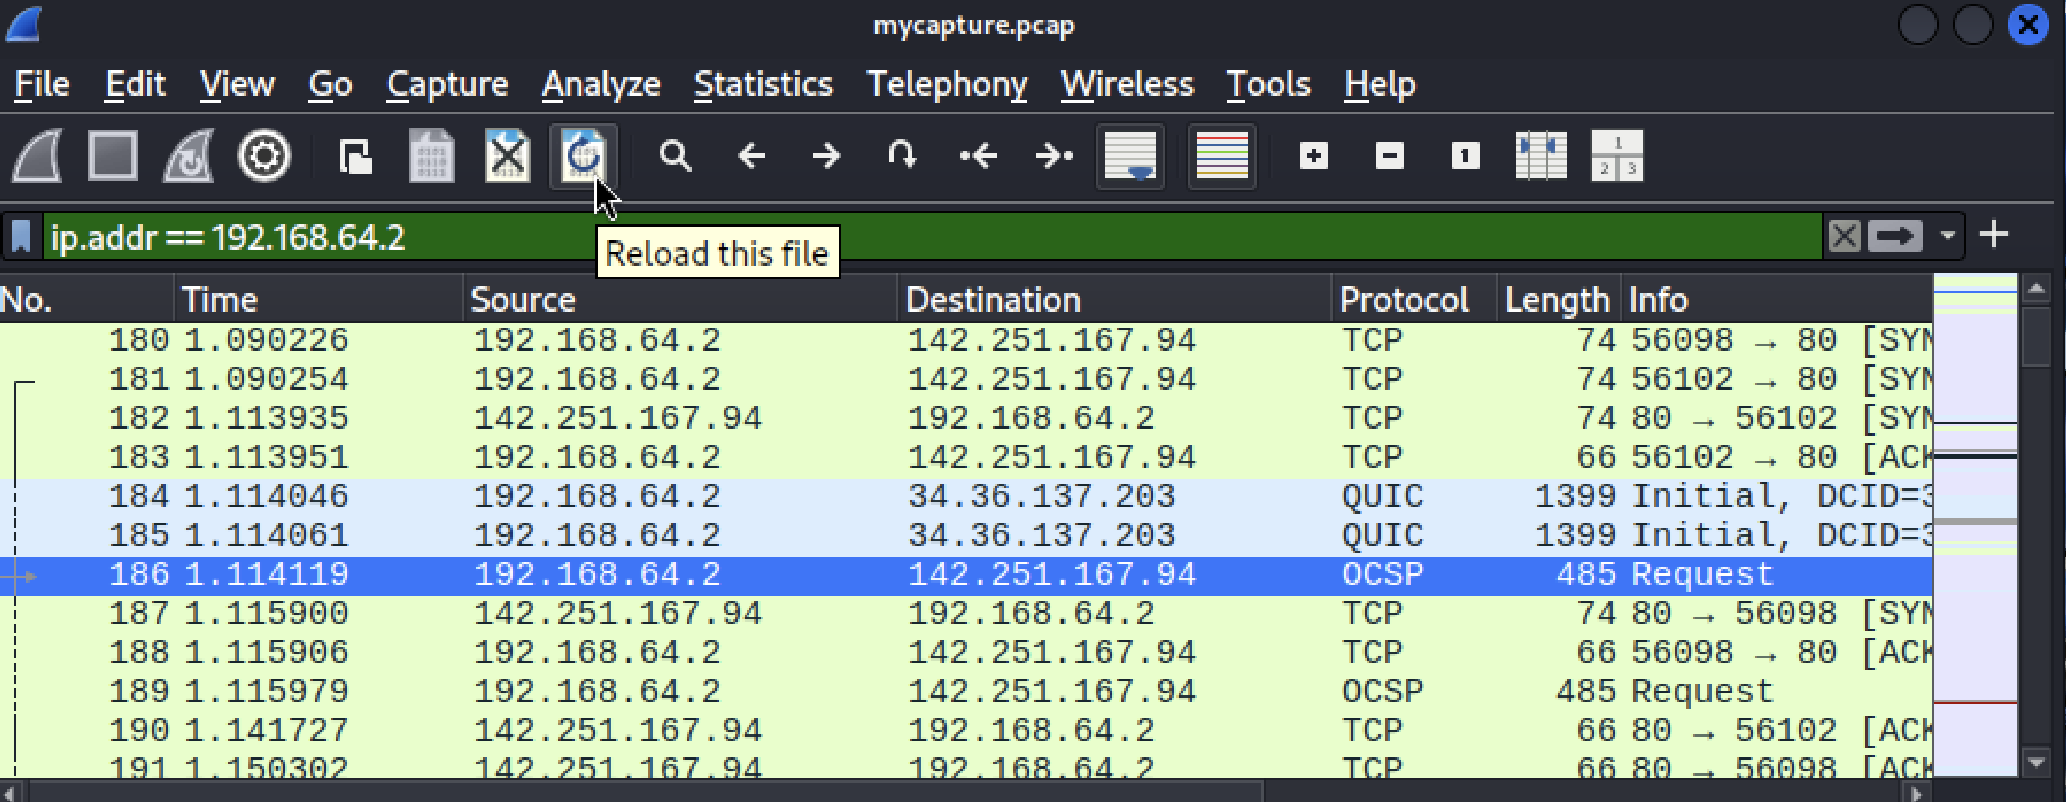 mycapture.pcap
File Edit View Go Capture Analyze Statistics Telephony Wireless Tools Help
ip.addr == 192.168.64.2
Reload this file
No. Time Source Destination Protocol Length Info
180 1.090226 192.168.64.2 142.251.167.94 TCP 74 56098 → 80 [SYN
181 1.090254 192.168.64.2 142.251.167.94 TCP 74 56102 → 80 [SYN
182 1.113935 142.251.167.94 192.168.64.2 TCP 74 80 → 56102 [SYN
183 1.113951 192.168.64.2 142.251.167.94 TCP 66 56102 → 80 [ACK
184 1.114046 192.168.64.2 34.36.137.203 QUIC 1399 Initial, DCID=3
185 1.114061 192.168.64.2 34.36.137.203 QUIC 1399 Initial, DCID=3
186 1.114119 192.168.64.2 142.251.167.94 OCSP 485 Request
187 1.115900 142.251.167.94 192.168.64.2 TCP 74 80 → 56098 [SYN
188 1.115906 192.168.64.2 142.251.167.94 TCP 66 56098 → 80 [ACK
189 1.115979 192.168.64.2 142.251.167.94 OCSP 485 Request
190 1.141727 142.251.167.94 192.168.64.2 TCP 66 80 → 56102 [ACK
191 1.150302 142.251.167.94 192.168.64.2 TCP 66 80 → 56098 [ACK